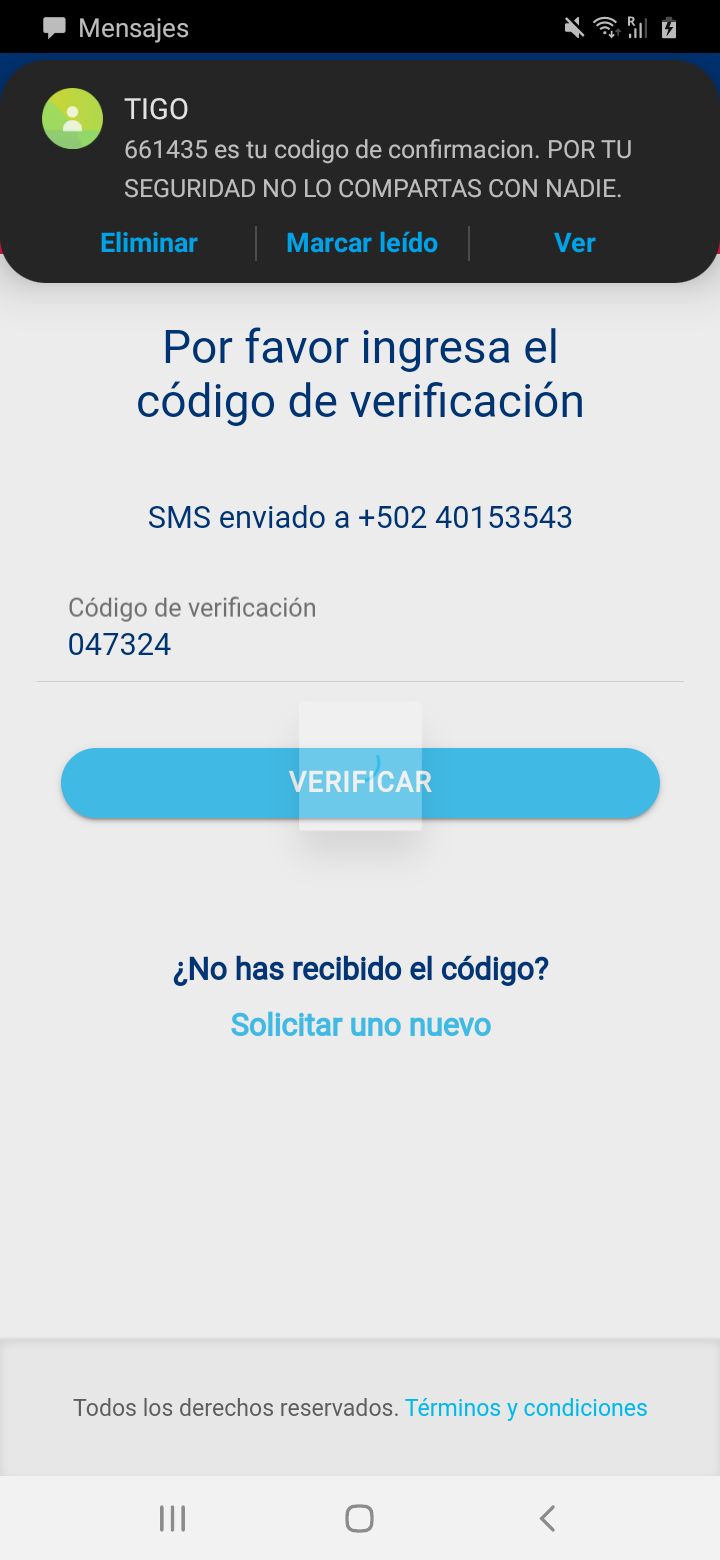 Mensajes
R
TIGO
661435 es tu codigo de confirmacion. POR TU
SEGURIDAD NO LO COMPARTAS CON NADIE.
Eliminar
Marcar leído
Ver
Por favor ingresa el
código de verificación
SMS enviado a +502 40153543
Código de verificación
047324
VERIFICAR
¿No has recibido el código?
Solicitar uno nuevo
Todos los derechos reservados. Términos y condiciones